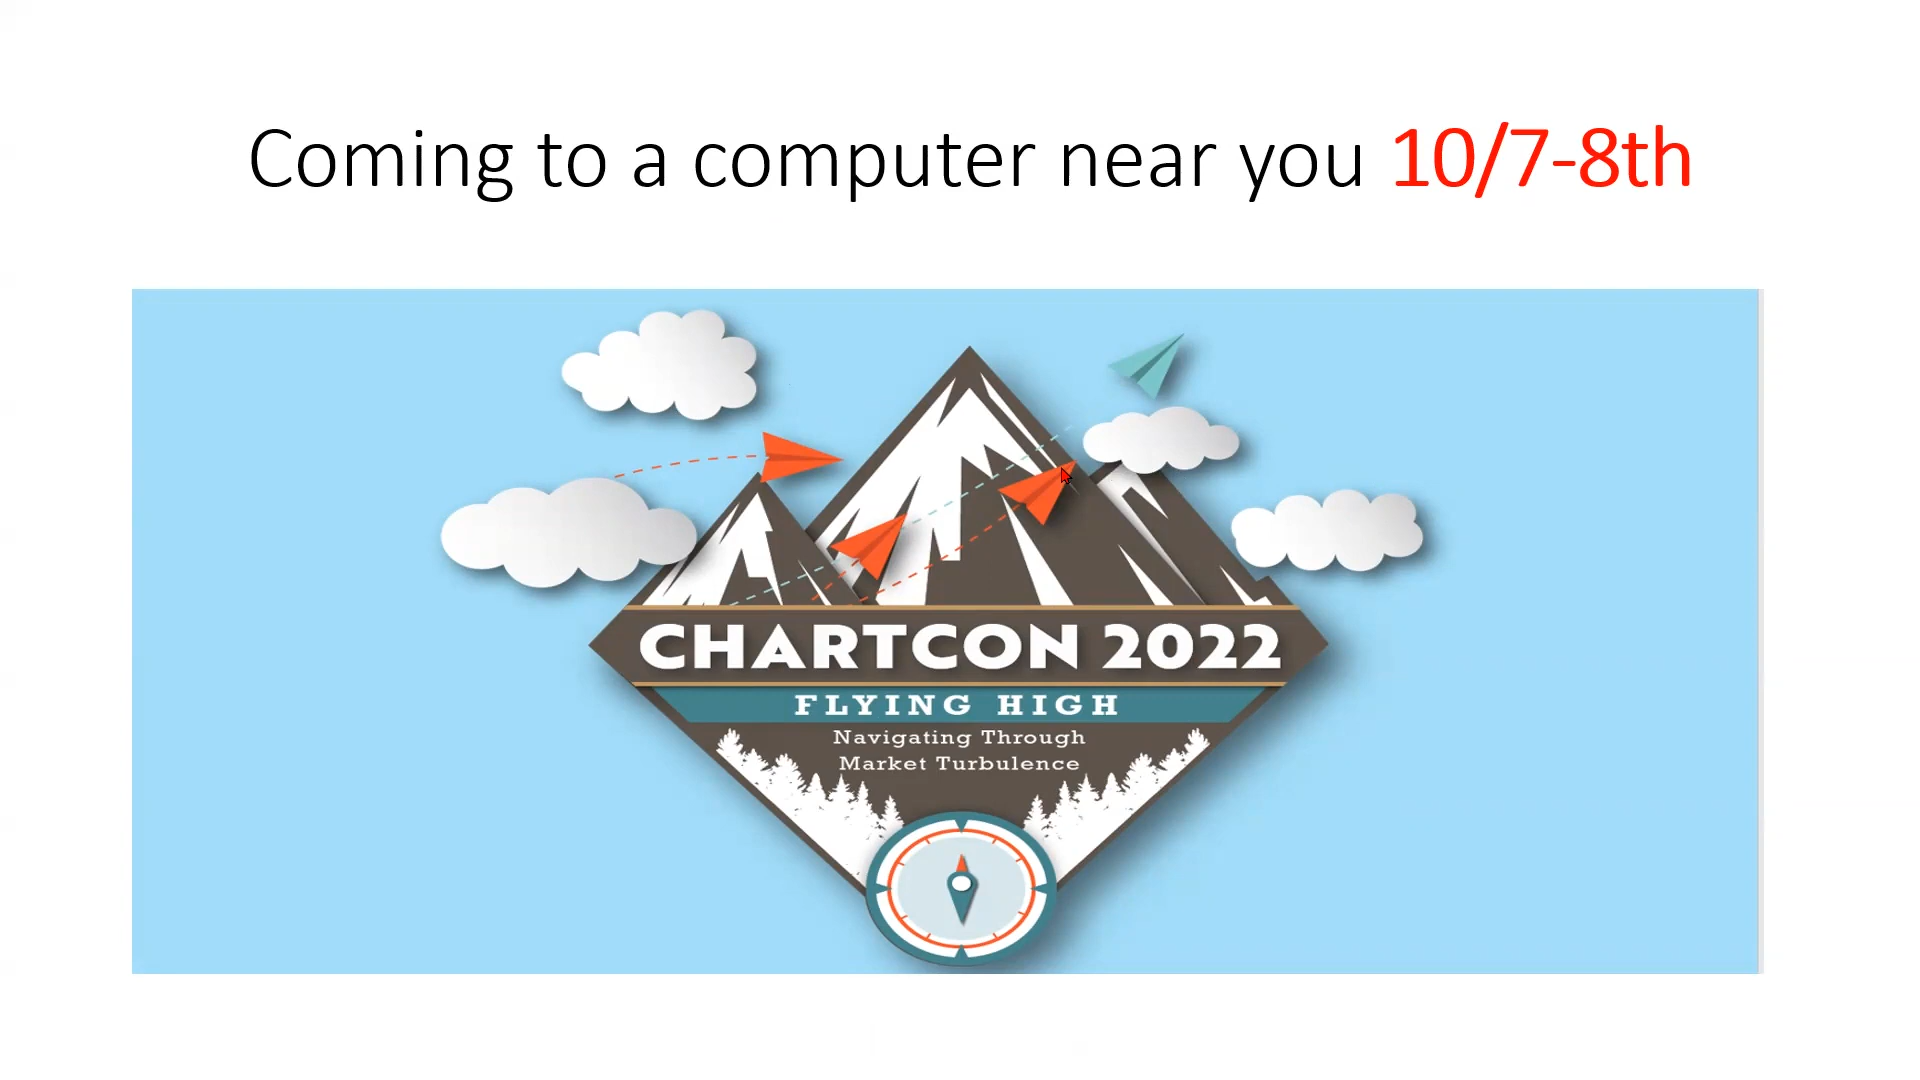 Coming to a computer near you 10/7-8th
CHARTCON 2022
FLYING HIGH
Navigating Through
Market Turbulence